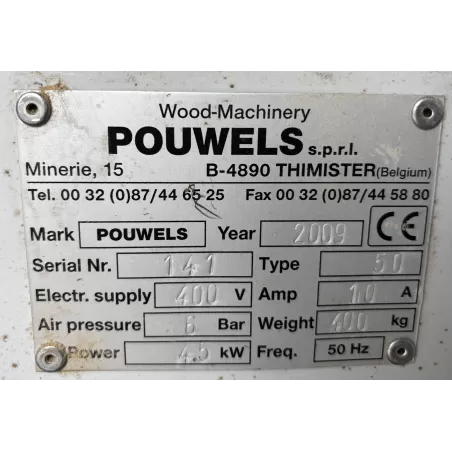 Wood-Machinery
POUWELS s.p.r.l.
Minerie, 15 B-4890 THIMISTER (Belgium)
Tel. 00 32 (0)87/44 65 25 Fax 00 32 (0)87/44 58 80
Mark POUWELS Year 2009 CE
Serial Nr. 141 Type 50
Electr. supply 400 V Amp 10 A
Air pressure 6 Bar Weight 400 kg
Power 4.5 kW Freq. 50 Hz